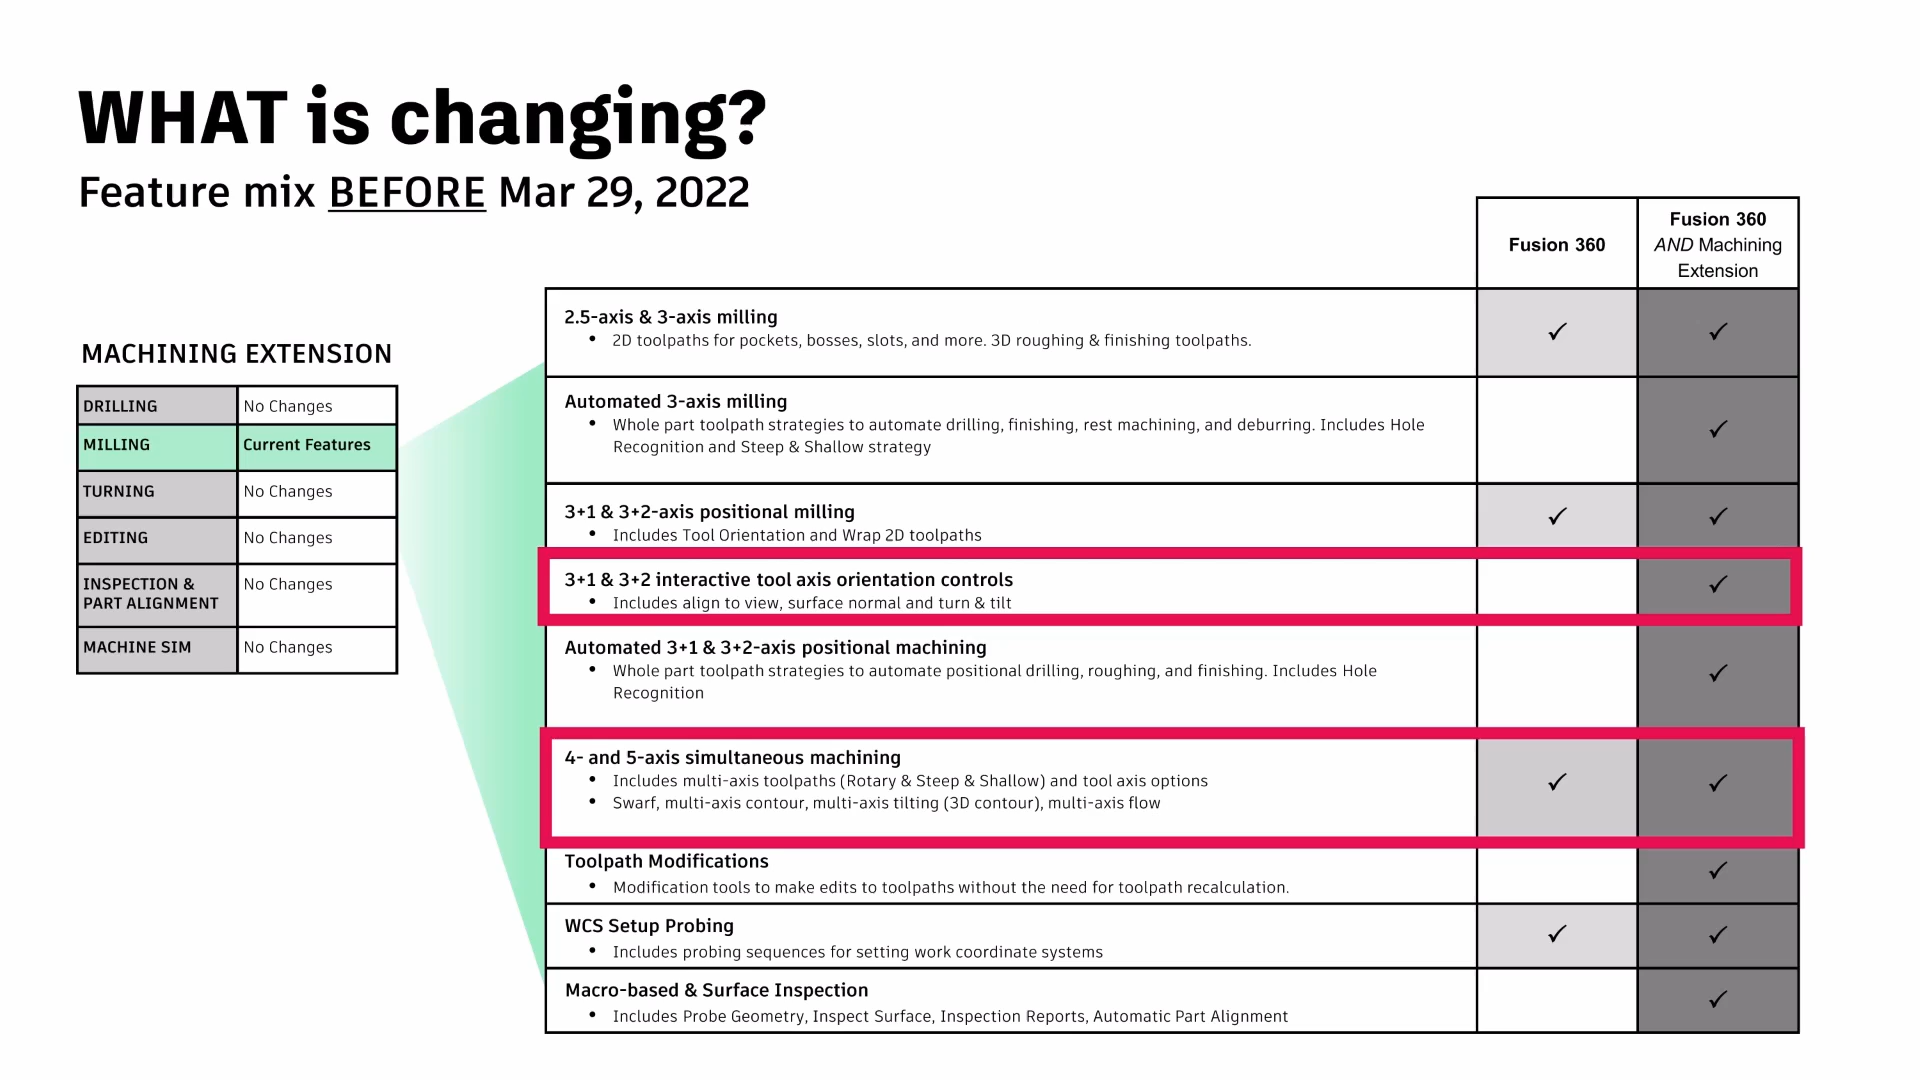 WHAT is changing?
Feature mix BEFORE Mar 29, 2022
Fusion 360
Fusion 360
AND Machining
Extension
MACHINING EXTENSION
DRILLING No Changes
MILLING Current Features
TURNING No Changes
EDITING No Changes
INSPECTION & No Changes
PART ALIGNMENT
MACHINE SIM No Changes
2.5-axis & 3-axis milling
• 2D toolpaths for pockets, bosses, slots, and more. 3D roughing & finishing toolpaths.
✓ ✓
Automated 3-axis milling
• Whole part toolpath strategies to automate drilling, finishing, rest machining, and deburring. Includes Hole
Recognition and Steep & Shallow strategy
✓
3+1 & 3+2-axis positional milling
• Includes Tool Orientation and Wrap 2D toolpaths
✓ ✓
3+1 & 3+2 interactive tool axis orientation controls
• Includes align to view, surface normal and turn & tilt
✓
Automated 3+1 & 3+2-axis positional machining
• Whole part toolpath strategies to automate positional drilling, roughing, and finishing. Includes Hole
Recognition
✓
4- and 5-axis simultaneous machining
• Includes multi-axis toolpaths (Rotary & Steep & Shallow) and tool axis options
• Swarf, multi-axis contour, multi-axis tilting (3D contour), multi-axis flow
✓ ✓
Toolpath Modifications
• Modification tools to make edits to toolpaths without the need for toolpath recalculation.
✓
WCS Setup Probing
• Includes probing sequences for setting work coordinate systems
✓ ✓
Macro-based & Surface Inspection
• Includes Probe Geometry, Inspect Surface, Inspection Reports, Automatic Part Alignment
✓